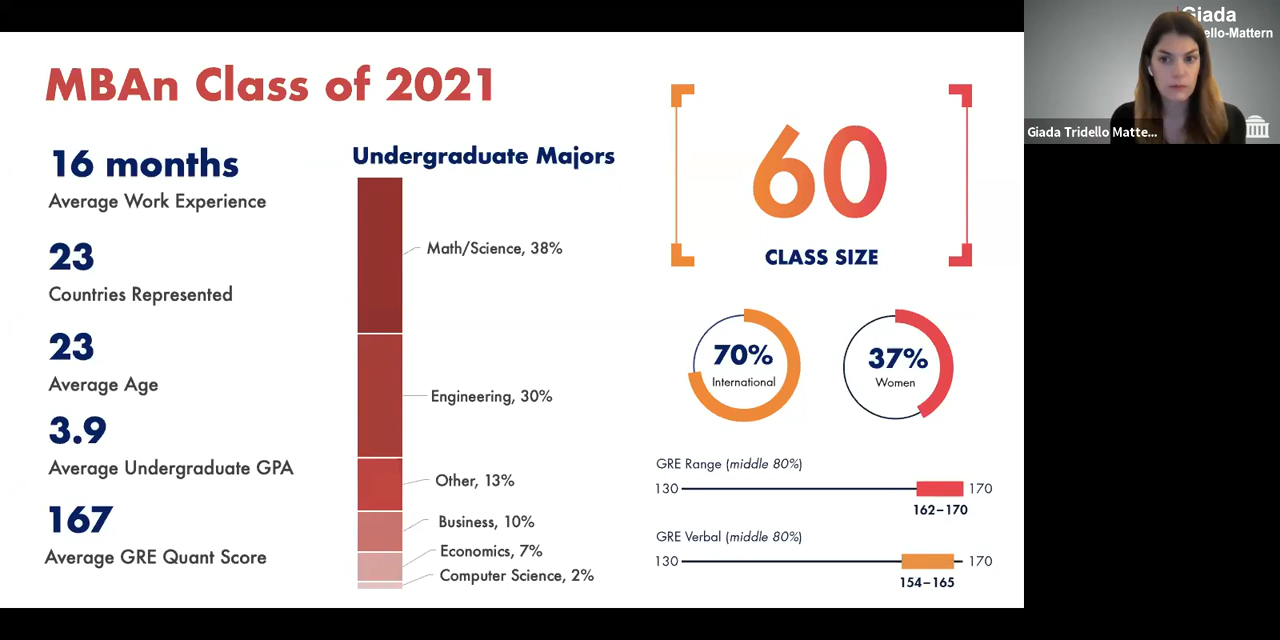 MBAn Class of 2021
16 months
Average Work Experience
23
Countries Represented
23
Average Age
3.9
Average Undergraduate GPA
167
Average GRE Quant Score
Undergraduate Majors
Math/Science, 38%
Engineering, 30%
Other, 13%
Business, 10%
Economics, 7%
Computer Science, 2%
60
CLASS SIZE
70%
International
37%
Women
GRE Range (middle 80%)
130 170
162–170
GRE Verbal (middle 80%)
130 170
154–165
Giada
ello-Mattern
Giada Tridello Matte...